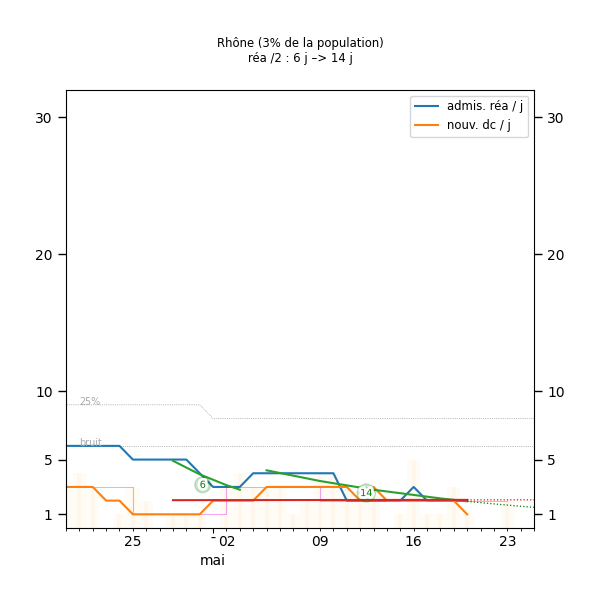 Rhône (3% de la population)
réa /2 : 6 j –> 14 j
admis. réa / j
nouv. dc / j
30 30
20 20
10 10
25%
bruit
5 5
6
14
1 1
25 02 09 16 23
mai